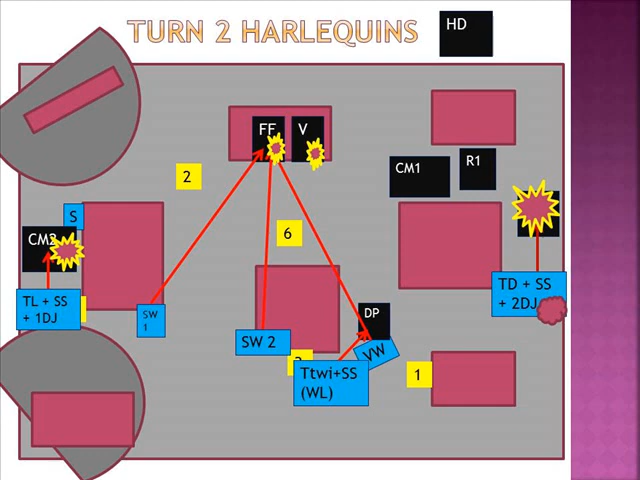 TURN 2 HARLEQUINS
HD
FF
V
CM1
R1
2
S
CM2
6
TL + SS
+ 1DJ
SW
1
SW 2
DP
VW
Ttwi+SS
(WL)
1
TD + SS
+ 2DJ